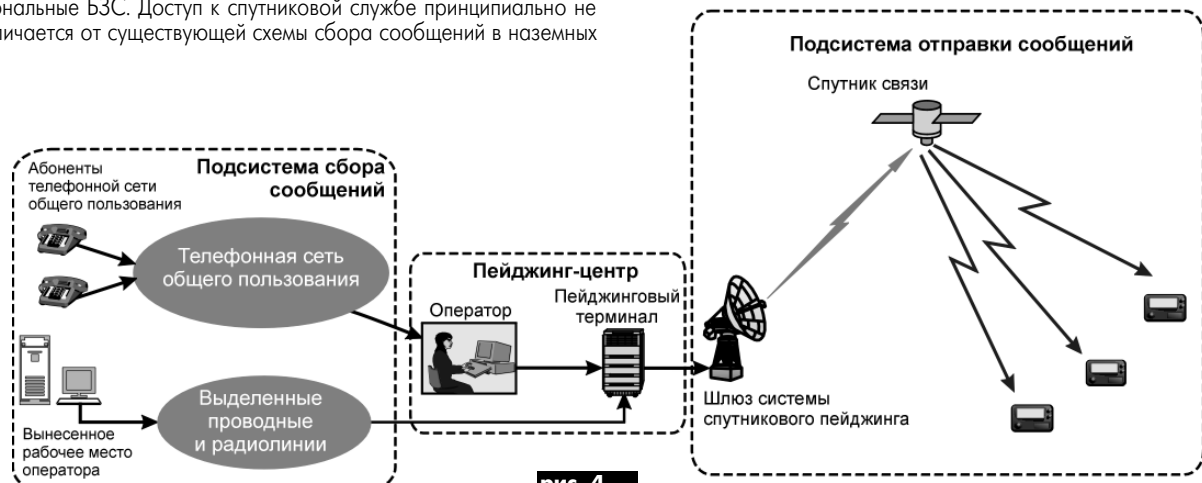 ональные БЗС. Доступ к спутниковой службе принципиально не
личается от существующей схемы сбора сообщений в наземных
Подсистема отправки сообщений
Спутник связи
Абоненты
телефонной сети
общего пользования
Подсистема сбора
сообщений
Телефонная сеть
общего пользования
Пейджинг-центр
Оператор
Пейджинговый
терминал
Выделенные
проводные
и радиолинии
Вынесенное
рабочее место
оператора
Шлюз системы
спутникового пейджинга
рис. 4